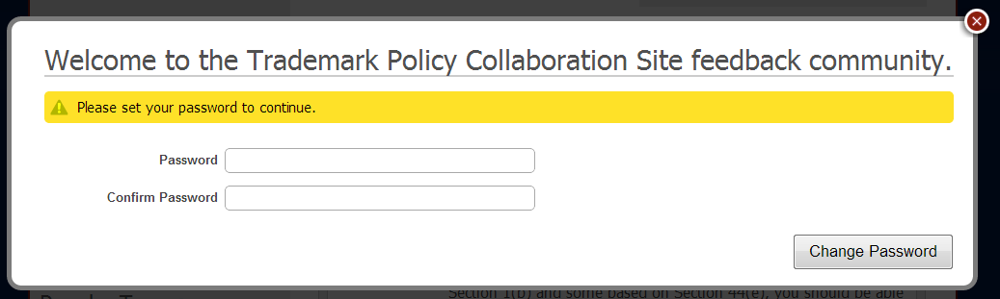 Welcome to the Trademark Policy Collaboration Site feedback community.
Please set your password to continue.
Password
Confirm Password
Change Password
Section 1(b) and some based on Section 44(e), you should be able